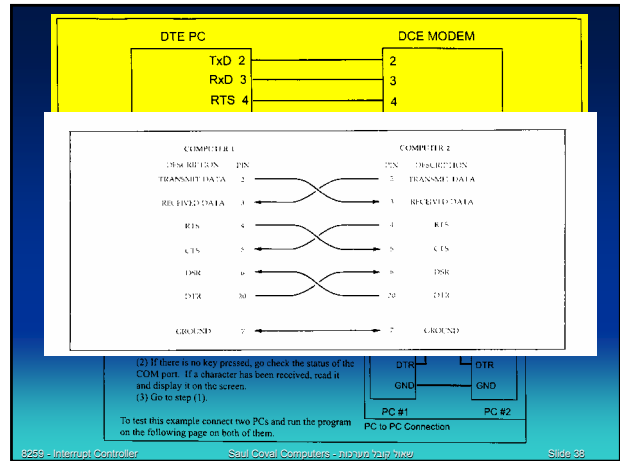 DTE PC DCE MODEM
TxD 2 2
RxD 3 3
RTS 4 4
COMPUTER 1 COMPUTER 2
DESCRIPTION PIN PIN DESCRIPTION
TRANSMIT DATA 2 2 TRANSMIT DATA
RECEIVED DATA 3 3 RECEIVED DATA
RTS 4 4 RTS
CTS 5 5 CTS
DSR 6 6 DSR
DTR 20 20 DTR
GROUND 7 7 GROUND
(2) If there is no key pressed, go check the status of the
COM port. If a character has been received, read it
and display it on the screen.
(3) Go to step (1).
To test this example connect two PCs and run the program
on the following page on both of them.
DTR DTR
GND GND
PC #1 PC #2
PC to PC Connection
8259 - Interrupt Controller Saul Coval Computers - שאול קובל מערכות Slide 38